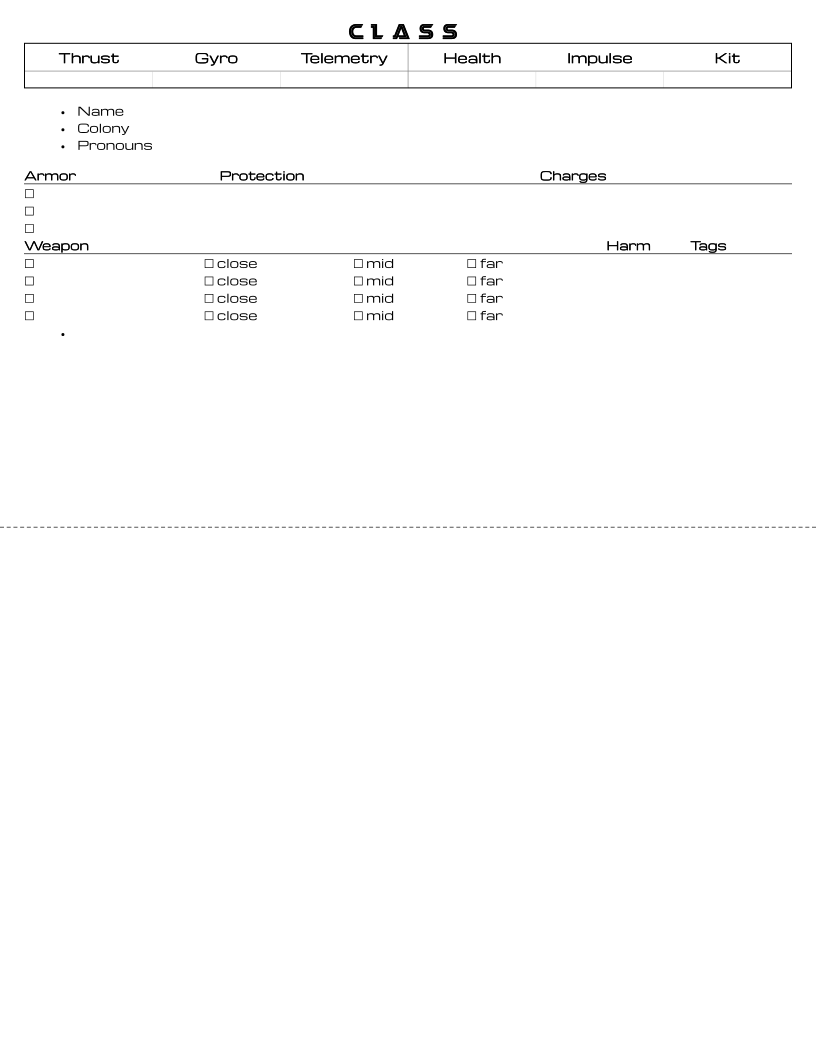 CLASS
Thrust Gyro Telemetry Health Impulse Kit
• Name
• Colony
• Pronouns
Armor Protection Charges
☐
☐
☐
Weapon Harm Tags
☐ ☐ close ☐ mid ☐ far
☐ ☐ close ☐ mid ☐ far
☐ ☐ close ☐ mid ☐ far
☐ ☐ close ☐ mid ☐ far
•